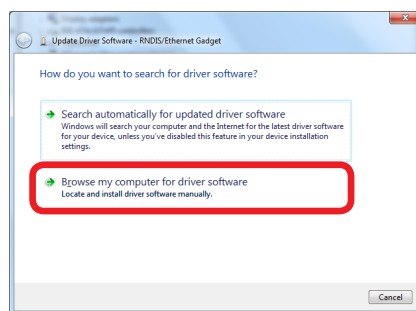 Update Driver Software - RNDIS/Ethernet Gadget
How do you want to search for driver software?
Search automatically for updated driver software
Windows will search your computer and the Internet for the latest driver software
for your device, unless you've disabled this feature in your device installation
settings.
Browse my computer for driver software
Locate and install driver software manually.
Cancel